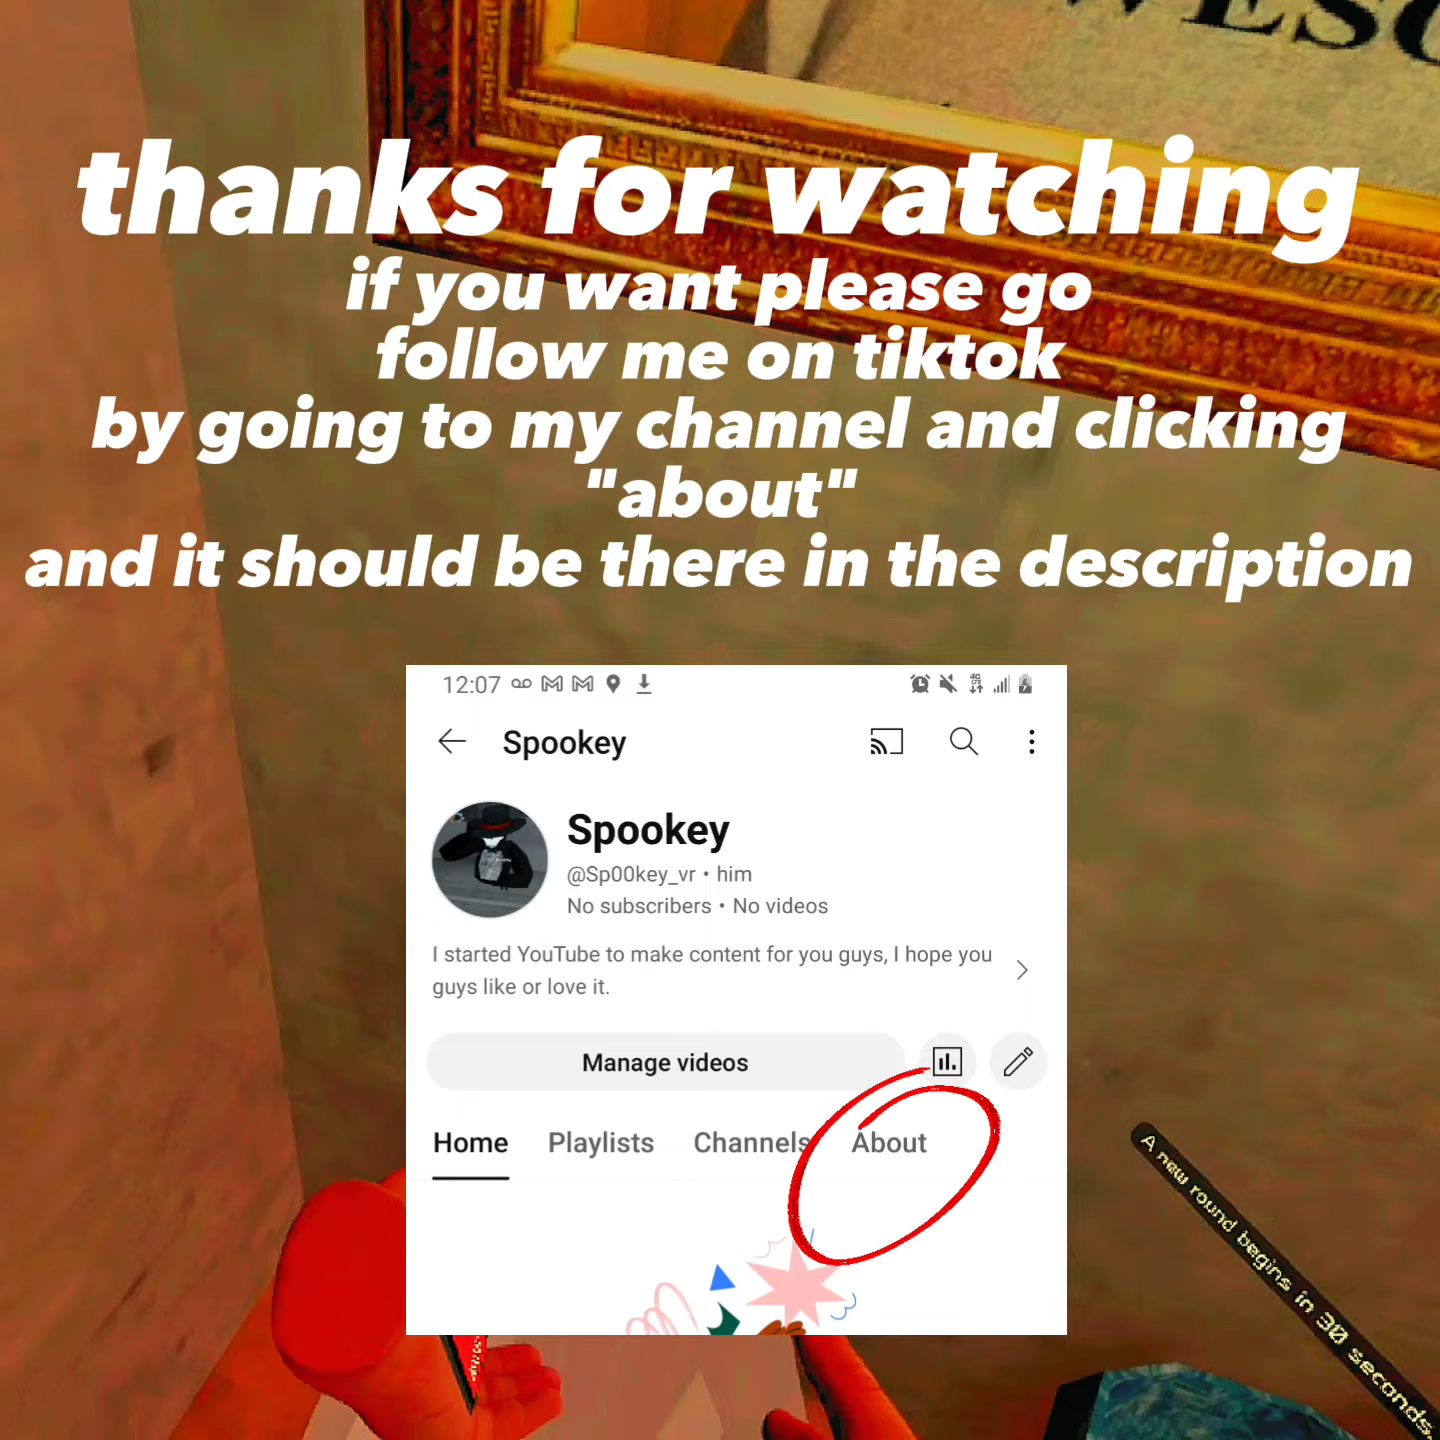 thanks for watching
if you want please go
follow me on tiktok
by going to my channel and clicking
"about"
and it should be there in the description
12:07
Spookey
Spookey
@Sp00key_vr • him
No subscribers • No videos
I started YouTube to make content for you guys, I hope you
guys like or love it.
Manage videos
Home Playlists Channels About
A new round begins in 30 seconds.